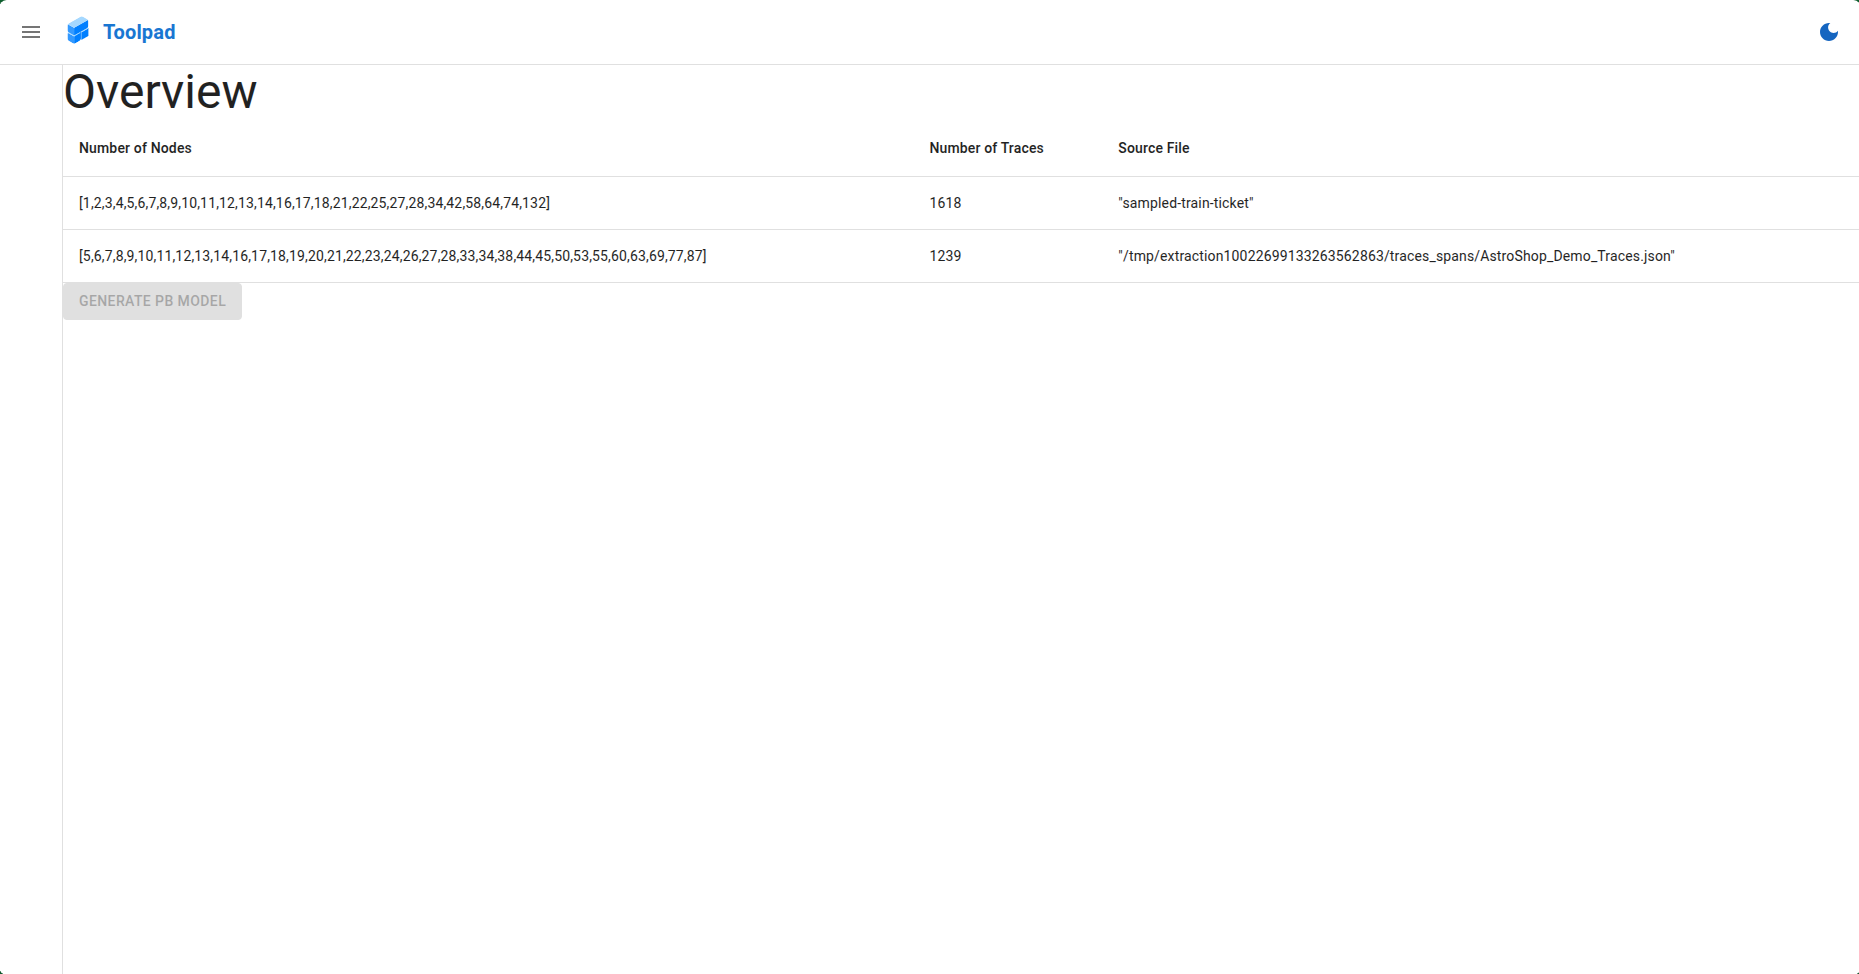 Toolpad
Overview
Number of Nodes Number of Traces Source File
[1,2,3,4,5,6,7,8,9,10,11,12,13,14,16,17,18,21,22,25,27,28,34,42,58,64,74,132] 1618 "sampled-train-ticket"
[5,6,7,8,9,10,11,12,13,14,16,17,18,19,20,21,22,23,24,26,27,28,33,34,38,44,45,50,53,55,60,63,69,77,87] 1239 "/tmp/extraction10022699133263562863/traces_spans/AstroShop_Demo_Traces.json"
GENERATE PB MODEL